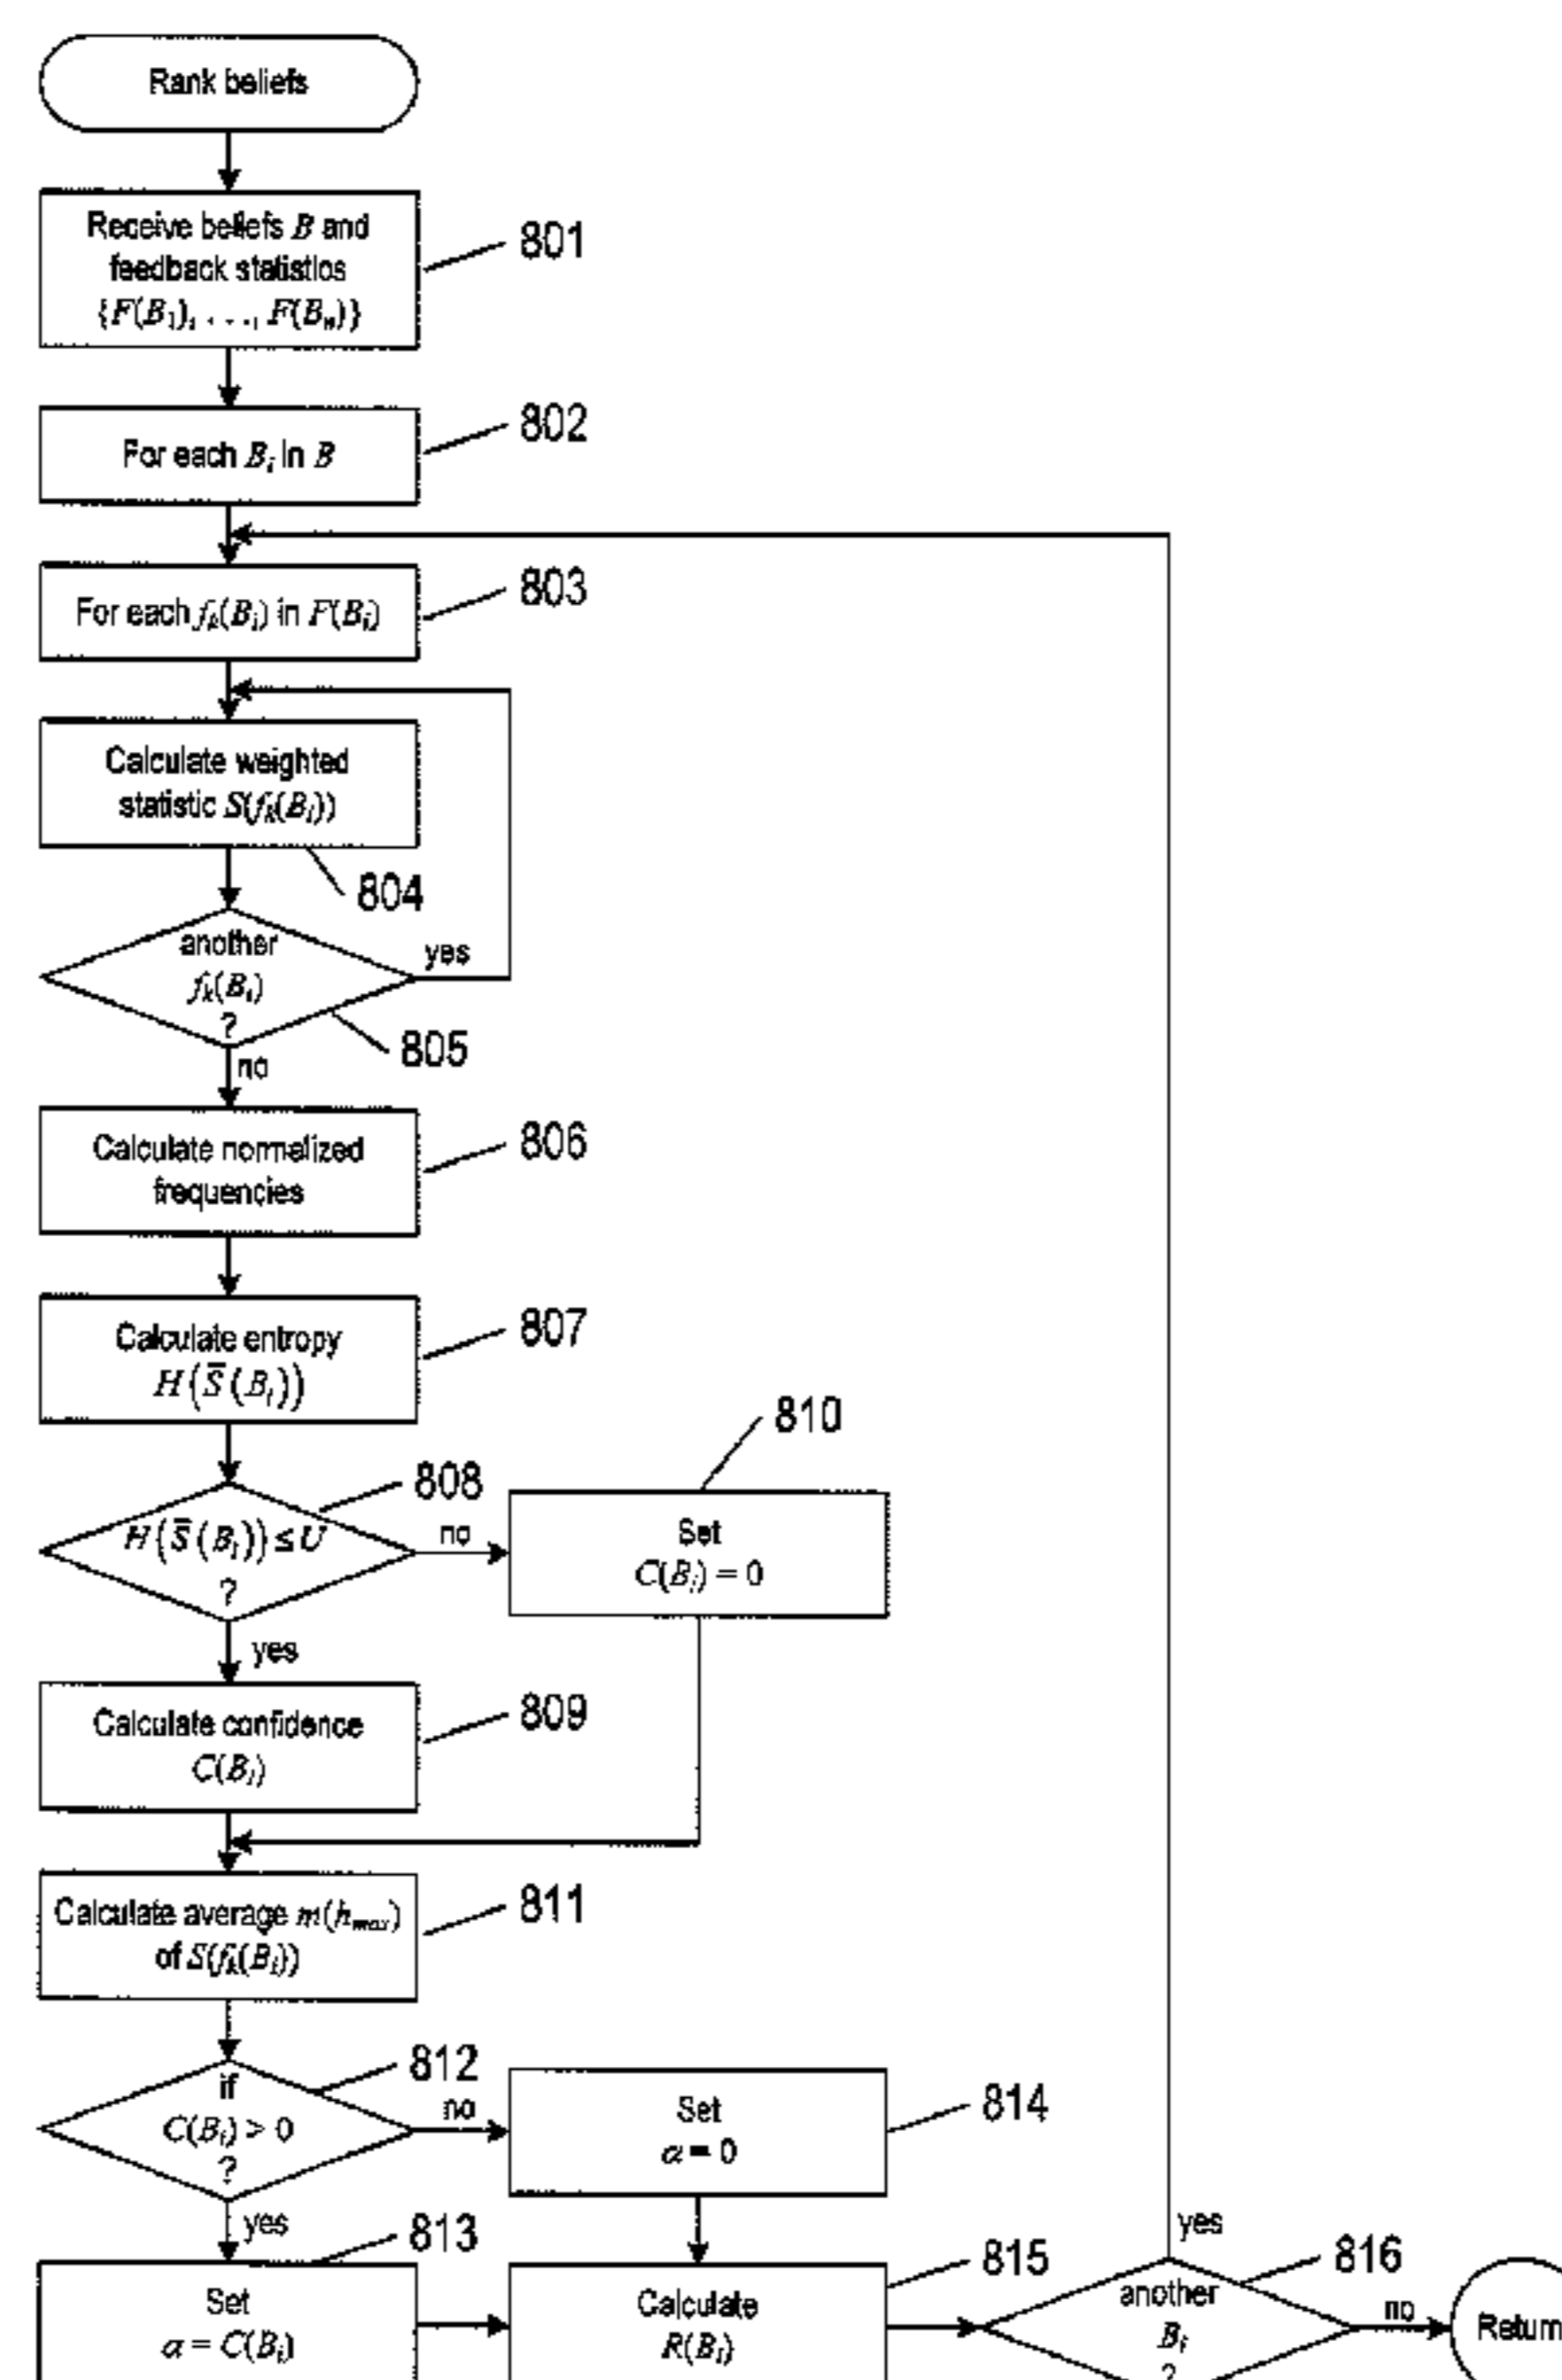 Rank beliefs
Receive beliefs B and
feedback statistics
{F(B₁), . . . , F(Bₙ)}
801
For each Bᵢ in B
802
For each fₖ(Bᵢ) in F(Bᵢ)
803
Calculate weighted
statistic S(fₖ(Bᵢ))
804
another
fₖ(Bᵢ)
?
yes
805
no
Calculate normalized
frequencies
806
Calculate entropy
H(S̅(Bᵢ))
807
808
H(S̅(Bᵢ)) ≤ U
?
no
810
Set
C(Bᵢ) = 0
yes
Calculate confidence
C(Bᵢ)
809
Calculate average m(hₘₐₓ)
of S(fₖ(Bᵢ))
811
812
if
C(Bᵢ) > 0
?
no
Set
α = 0
814
yes
813
Set
α = C(Bᵢ)
Calculate
R(Bᵢ)
815
yes
816
another
Bᵢ
?
no
Return